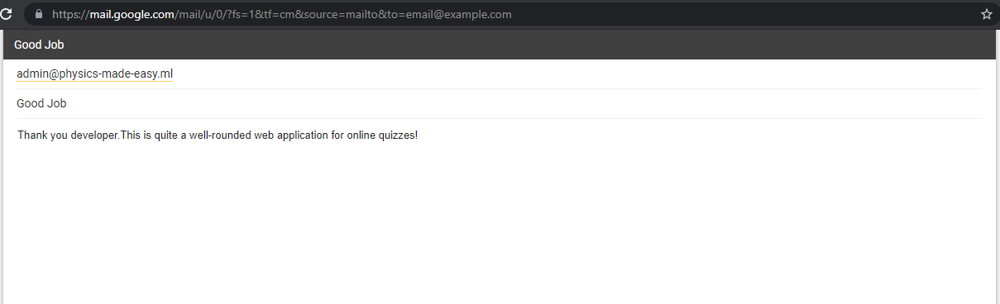 https://mail.google.com/mail/u/0/?fs=1&tf=cm&source=mailto&to=email@example.com
Good Job
admin@physics-made-easy.ml
Good Job
Thank you developer.This is quite a well-rounded web application for online quizzes!